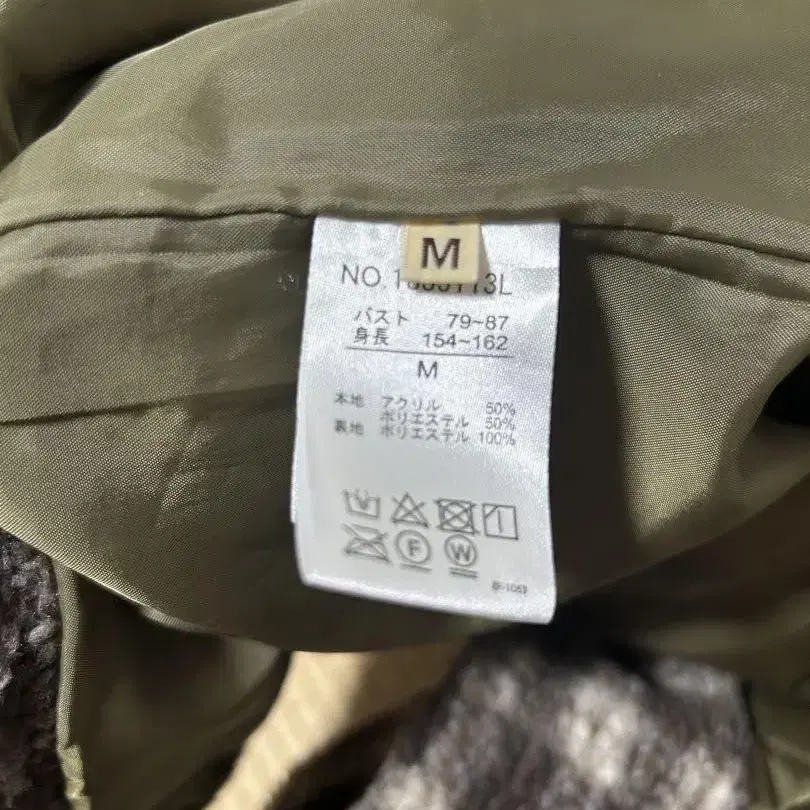 M
バスト 79~87
身長 154~162
M
本地 アクリル 50%
ポリエステル 50%
裏地 ポリエステル 100%
F
W